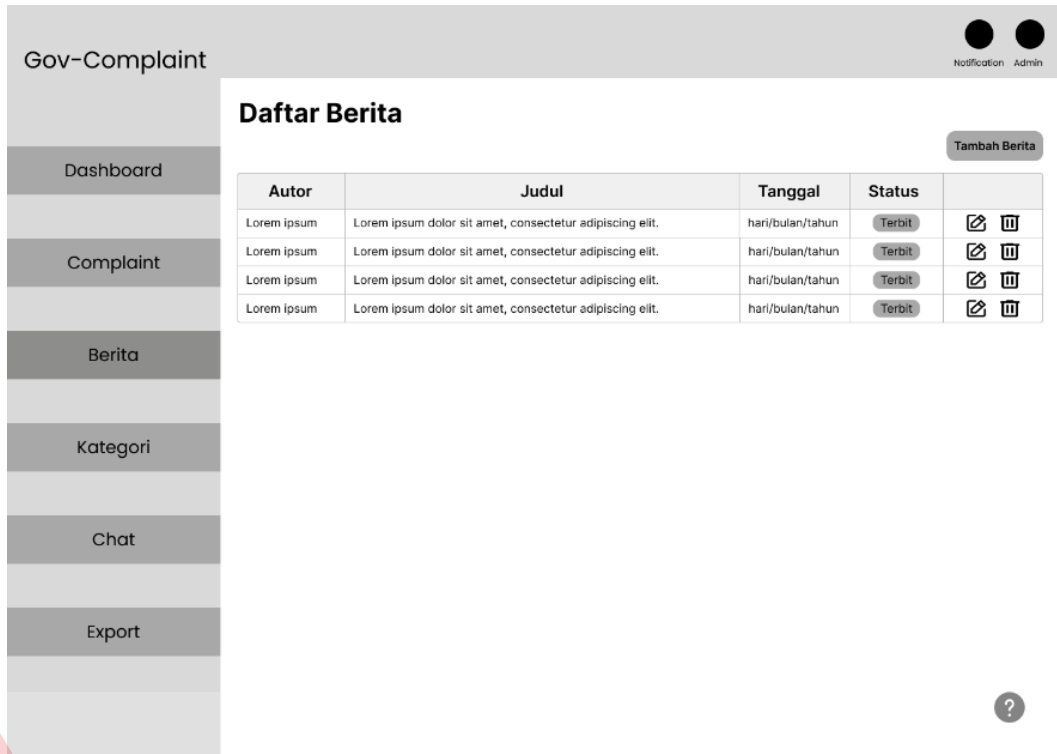 Gov-Complaint
Notification Admin
Daftar Berita
Tambah Berita
Dashboard
Complaint
Berita
Kategori
Chat
Export
Autor Judul Tanggal Status
Lorem ipsum Lorem ipsum dolor sit amet, consectetur adipiscing elit. hari/bulan/tahun Terbit
Lorem ipsum Lorem ipsum dolor sit amet, consectetur adipiscing elit. hari/bulan/tahun Terbit
Lorem ipsum Lorem ipsum dolor sit amet, consectetur adipiscing elit. hari/bulan/tahun Terbit
Lorem ipsum Lorem ipsum dolor sit amet, consectetur adipiscing elit. hari/bulan/tahun Terbit
?